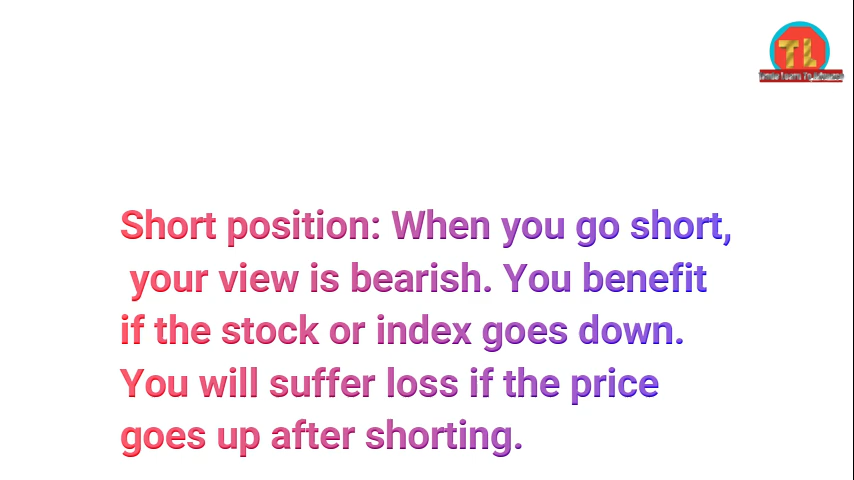 TL
Short position: When you go short,
your view is bearish. You benefit
if the stock or index goes down.
You will suffer loss if the price
goes up after shorting.